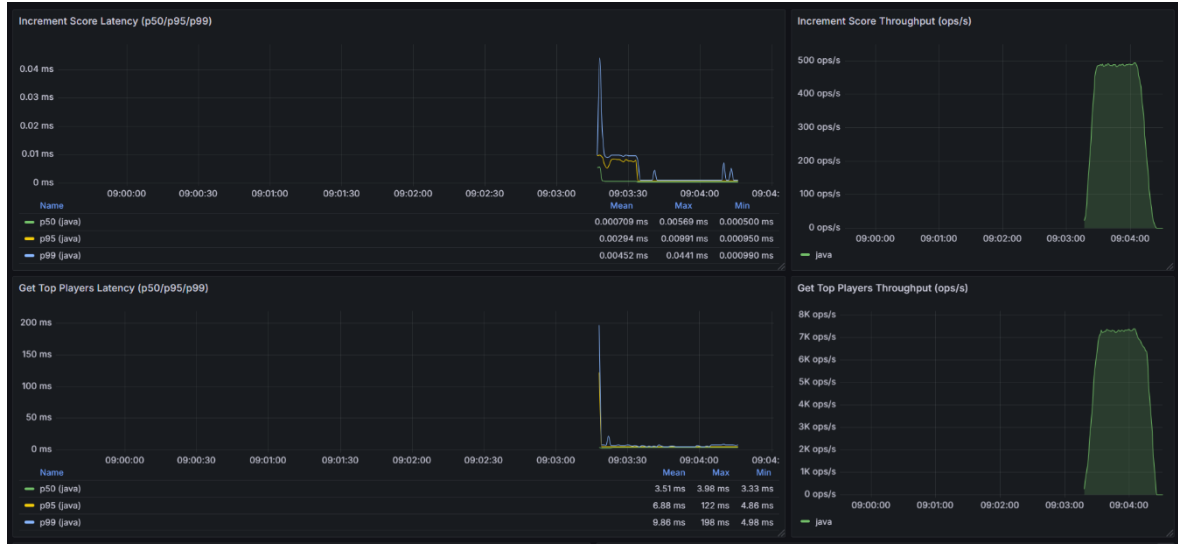 Increment Score Latency (p50/p95/p99)
0.04 ms
0.03 ms
0.02 ms
0.01 ms
0 ms
09:00:00 09:00:30 09:01:00 09:01:30 09:02:00 09:02:30 09:03:00 09:03:30 09:04:00 09:04:
Name Mean Max Min
p50 (java) 0.000709 ms 0.00569 ms 0.000500 ms
p95 (java) 0.00294 ms 0.00991 ms 0.000950 ms
p99 (java) 0.00452 ms 0.0441 ms 0.000990 ms
Increment Score Throughput (ops/s)
500 ops/s
400 ops/s
300 ops/s
200 ops/s
100 ops/s
0 ops/s
09:00:00 09:01:00 09:02:00 09:03:00 09:04:00
java
Get Top Players Latency (p50/p95/p99)
200 ms
150 ms
100 ms
50 ms
0 ms
09:00:00 09:00:30 09:01:00 09:01:30 09:02:00 09:02:30 09:03:00 09:03:30 09:04:00 09:04:
Name Mean Max Min
p50 (java) 3.51 ms 3.98 ms 3.33 ms
p95 (java) 6.88 ms 122 ms 4.86 ms
p99 (java) 9.86 ms 198 ms 4.98 ms
Get Top Players Throughput (ops/s)
8K ops/s
7K ops/s
6K ops/s
5K ops/s
4K ops/s
3K ops/s
2K ops/s
1K ops/s
0 ops/s
09:00:00 09:01:00 09:02:00 09:03:00 09:04:00
java